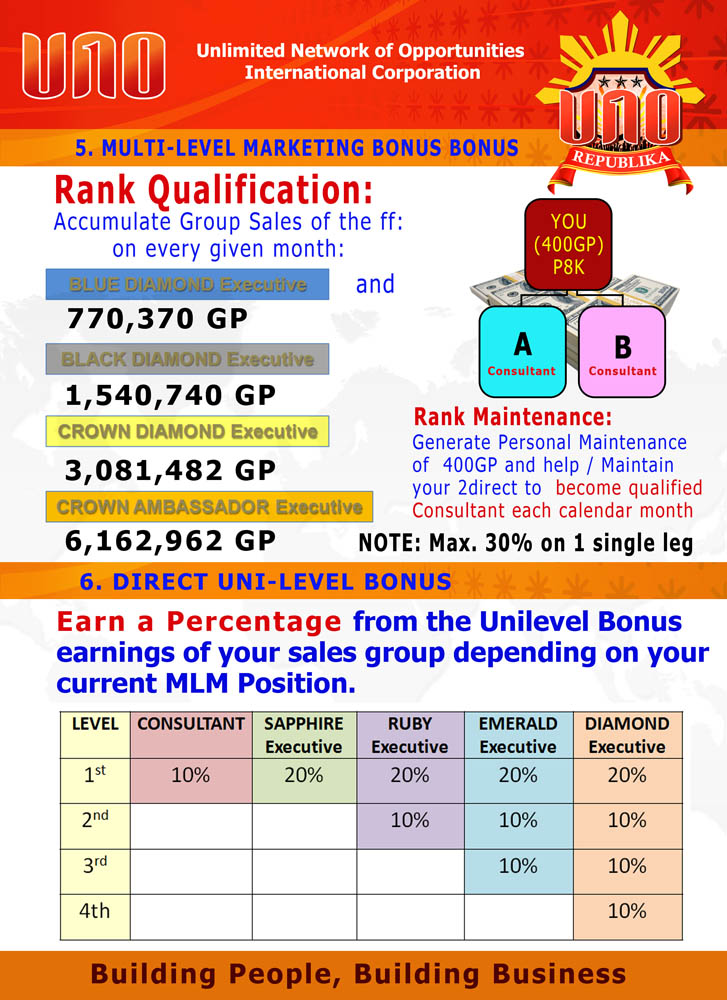 UNO
Unlimited Network of Opportunities
International Corporation
UNO
REPUBLIKA
5. MULTI-LEVEL MARKETING BONUS BONUS
Rank Qualification:
Accumulate Group Sales of the ff:
on every given month:
BLUE DIAMOND Executive
and
770,370 GP
BLACK DIAMOND Executive
1,540,740 GP
CROWN DIAMOND Executive
3,081,482 GP
CROWN AMBASSADOR Executive
6,162,962 GP
YOU
(400GP)
P8K
A
Consultant
B
Consultant
Rank Maintenance:
Generate Personal Maintenance
of 400GP and help / Maintain
your 2direct to become qualified
Consultant each calendar month
NOTE: Max. 30% on 1 single leg
6. DIRECT UNI-LEVEL BONUS
Earn a Percentage from the Unilevel Bonus
earnings of your sales group depending on your
current MLM Position.
LEVEL CONSULTANT SAPPHIRE RUBY EMERALD DIAMOND
Executive Executive Executive Executive
1st 10% 20% 20% 20% 20%
2nd 10% 10% 10%
3rd 10% 10%
4th 10%
Building People, Building Business